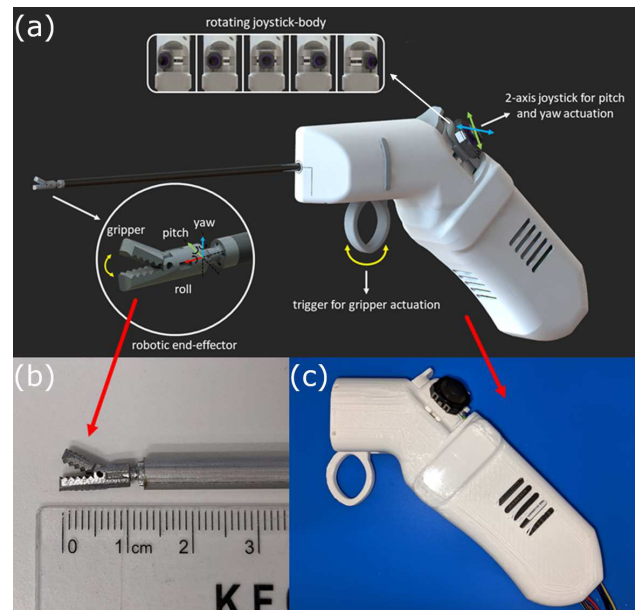 (a)
rotating joystick-body
2-axis joystick for pitch
and yaw actuation
gripper
pitch
yaw
roll
trigger for gripper actuation
robotic end-effector
(b)
(c)
0 1 cm 2 3